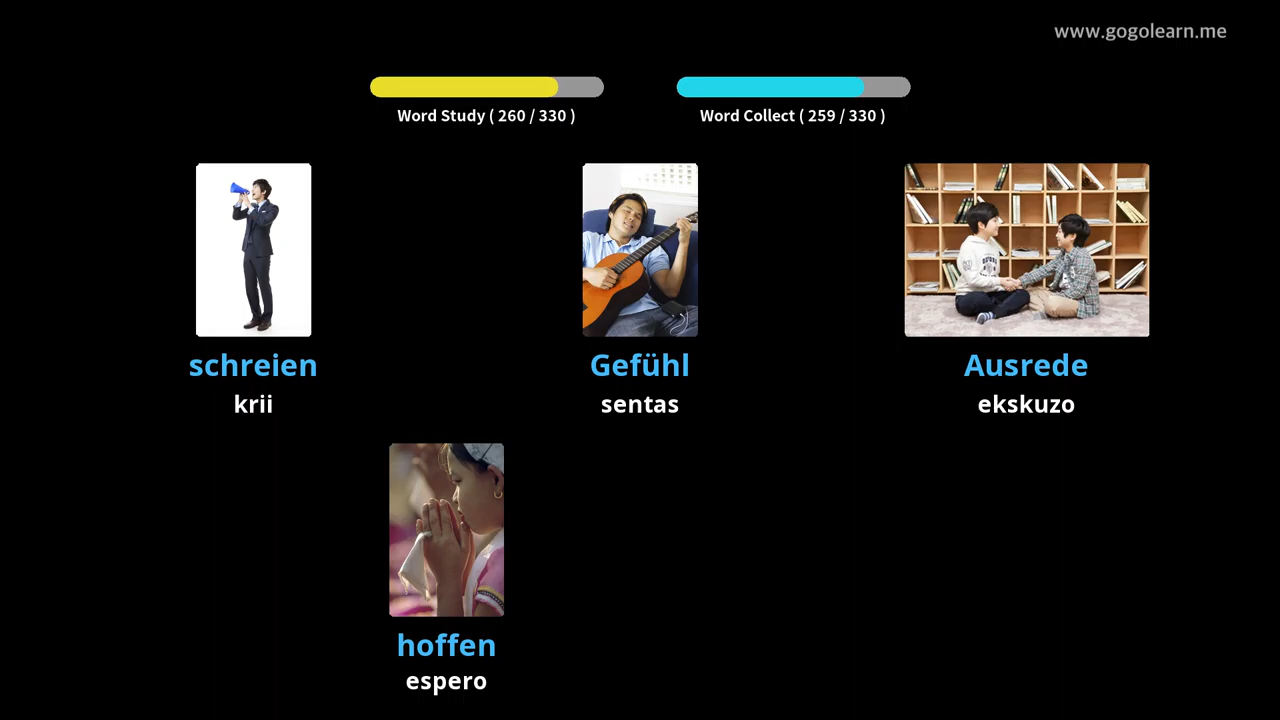 www.gogolearn.me
Word Study ( 260 / 330 )
Word Collect ( 259 / 330 )
schreien
krii
Gefühl
sentas
Ausrede
ekskuzo
hoffen
espero